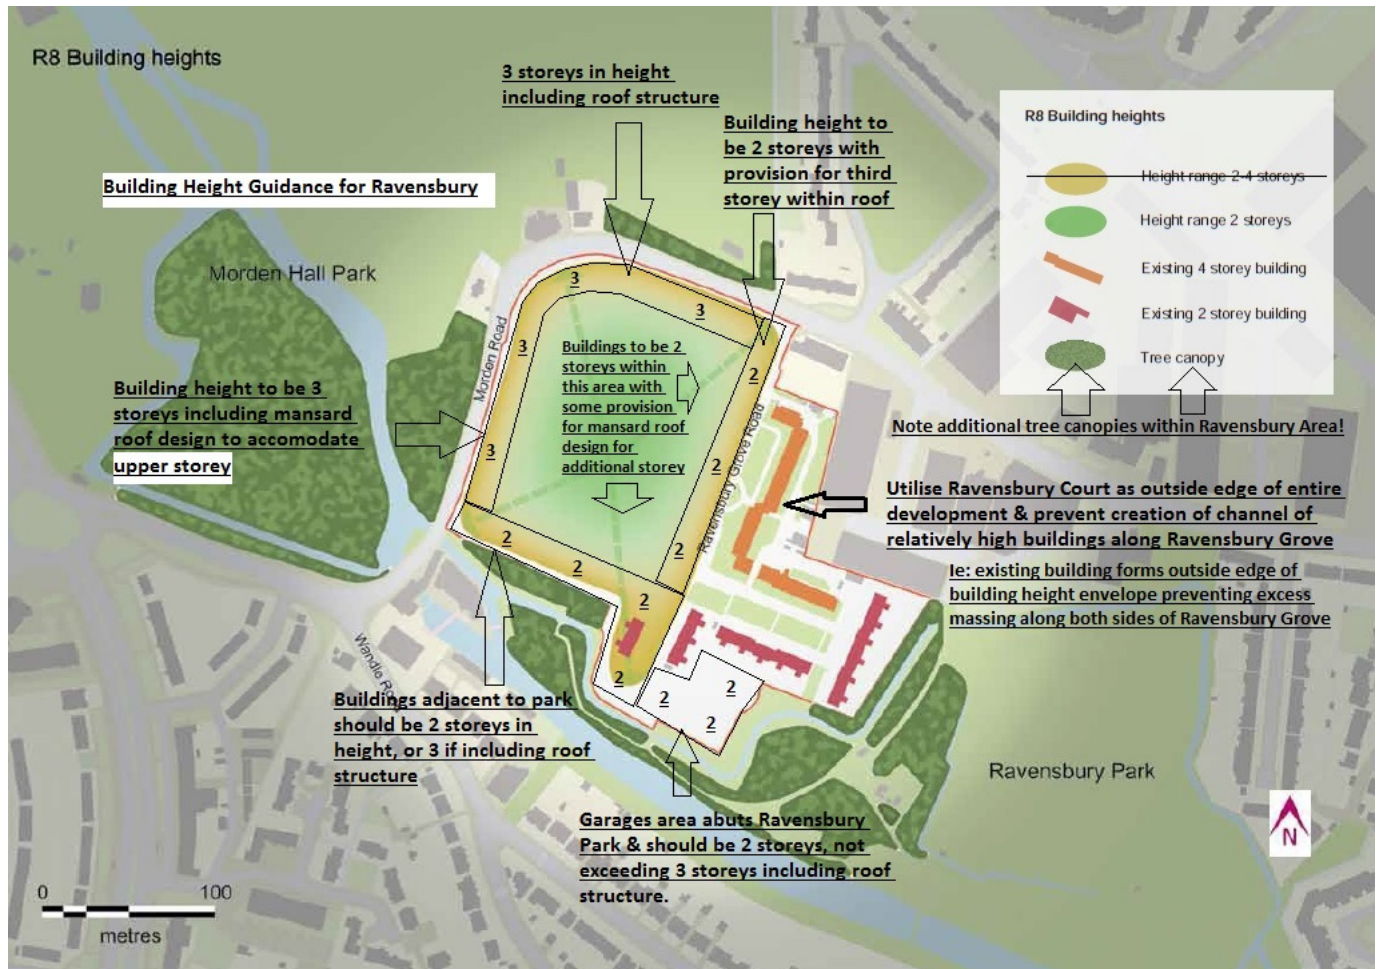 R8 Building heights
3 storeys in height
including roof structure
Building height to
be 2 storeys with
provision for third
storey within roof
R8 Building heights
Height range 2-4 storeys
Height range 2 storeys
Existing 4 storey building
Existing 2 storey building
Tree canopy
Note additional tree canopies within Ravensbury Area!
Building Height Guidance for Ravensbury
Morden Hall Park
Morden Road
3
3
3
3
Buildings to be 2
storeys within
this area with
some provision
for mansard roof
design for
additional storey
2
2
2
Ravensbury Grove Road
Building height to be 3
storeys including mansard
roof design to accomodate
upper storey
Utilise Ravensbury Court as outside edge of entire
development & prevent creation of channel of
relatively high buildings along Ravensbury Grove
Ie: existing building forms outside edge of
building height envelope preventing excess
massing along both sides of Ravensbury Grove
2
2
2
2
2
2
2
Wandle Ro
Buildings adjacent to park
should be 2 storeys in
height, or 3 if including roof
structure
Ravensbury Park
Garages area abuts Ravensbury
Park & should be 2 storeys, not
exceeding 3 storeys including roof
structure.
N
0 100
metres